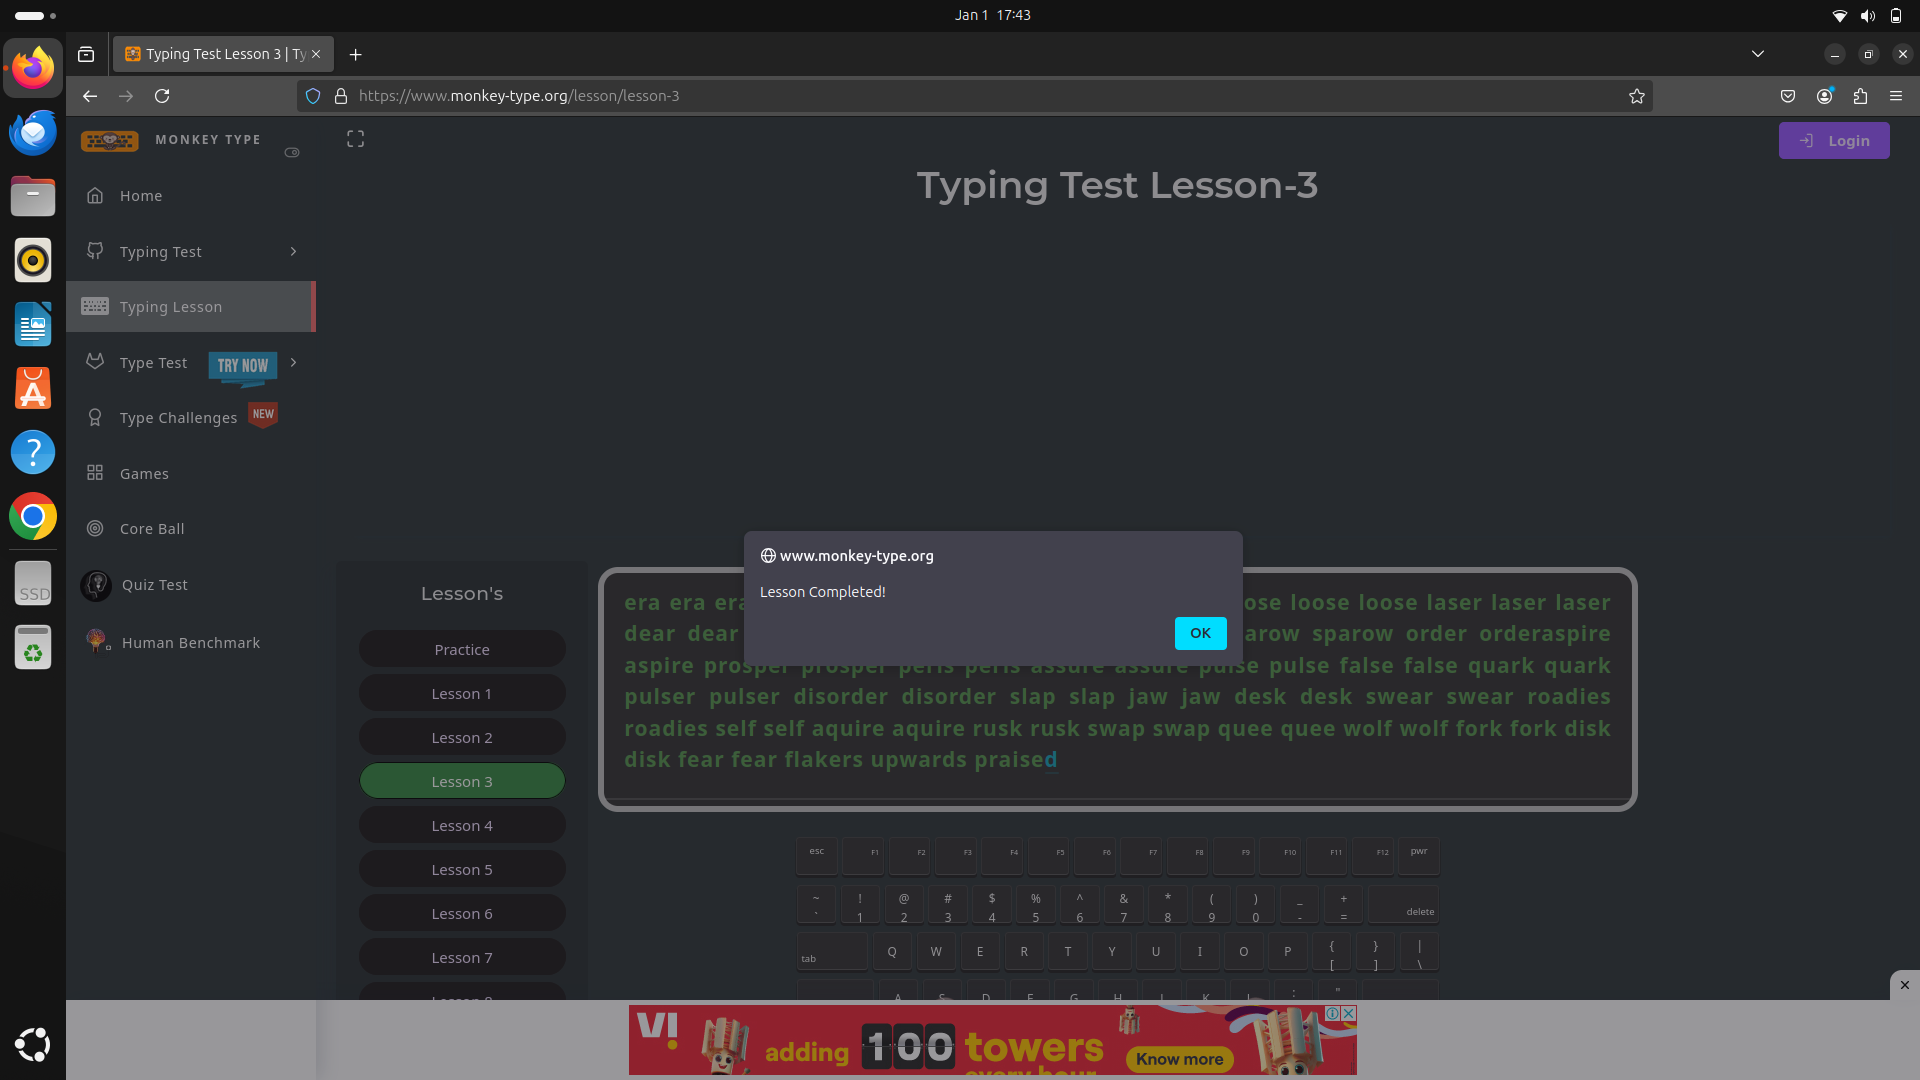 Jan 1 17:43
Typing Test Lesson 3 | Ty
https://www.monkey-type.org/lesson/lesson-3
MONKEY TYPE
Login
Typing Test Lesson-3
Home
Typing Test
Typing Lesson
Type Test TRY NOW
Type Challenges NEW
Games
Core Ball
Quiz Test
Human Benchmark
SSD
Lesson's
Practice
Lesson 1
Lesson 2
Lesson 3
Lesson 4
Lesson 5
Lesson 6
Lesson 7
www.monkey-type.org
Lesson Completed!
OK
era era era ose loose loose laser laser laser
dear dear arow sparow order orderaspire
aspire prosper prosper peris peris assure assure pulse pulse false false quark quark
pulser pulser disorder disorder slap slap jaw jaw desk desk swear swear roadies
roadies self self aquire aquire rusk rusk swap swap quee quee wolf wolf fork fork disk
disk fear fear flakers upwards praised
esc F1 F2 F3 F4 F5 F6 F7 F8 F9 F10 F11 F12 pwr
~ ! @ # $ % ^ & * ( ) _ +
` 1 2 3 4 5 6 7 8 9 0 - = delete
tab Q W E R T Y U I O P { [ } ] | \
V! adding 100 towers
every hour
Know more